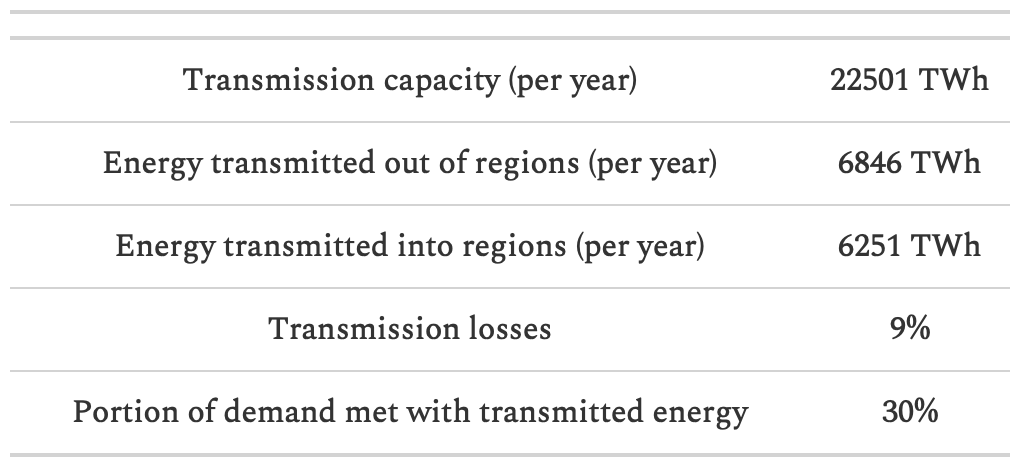 Transmission capacity (per year) 22501 TWh
Energy transmitted out of regions (per year) 6846 TWh
Energy transmitted into regions (per year) 6251 TWh
Transmission losses 9%
Portion of demand met with transmitted energy 30%